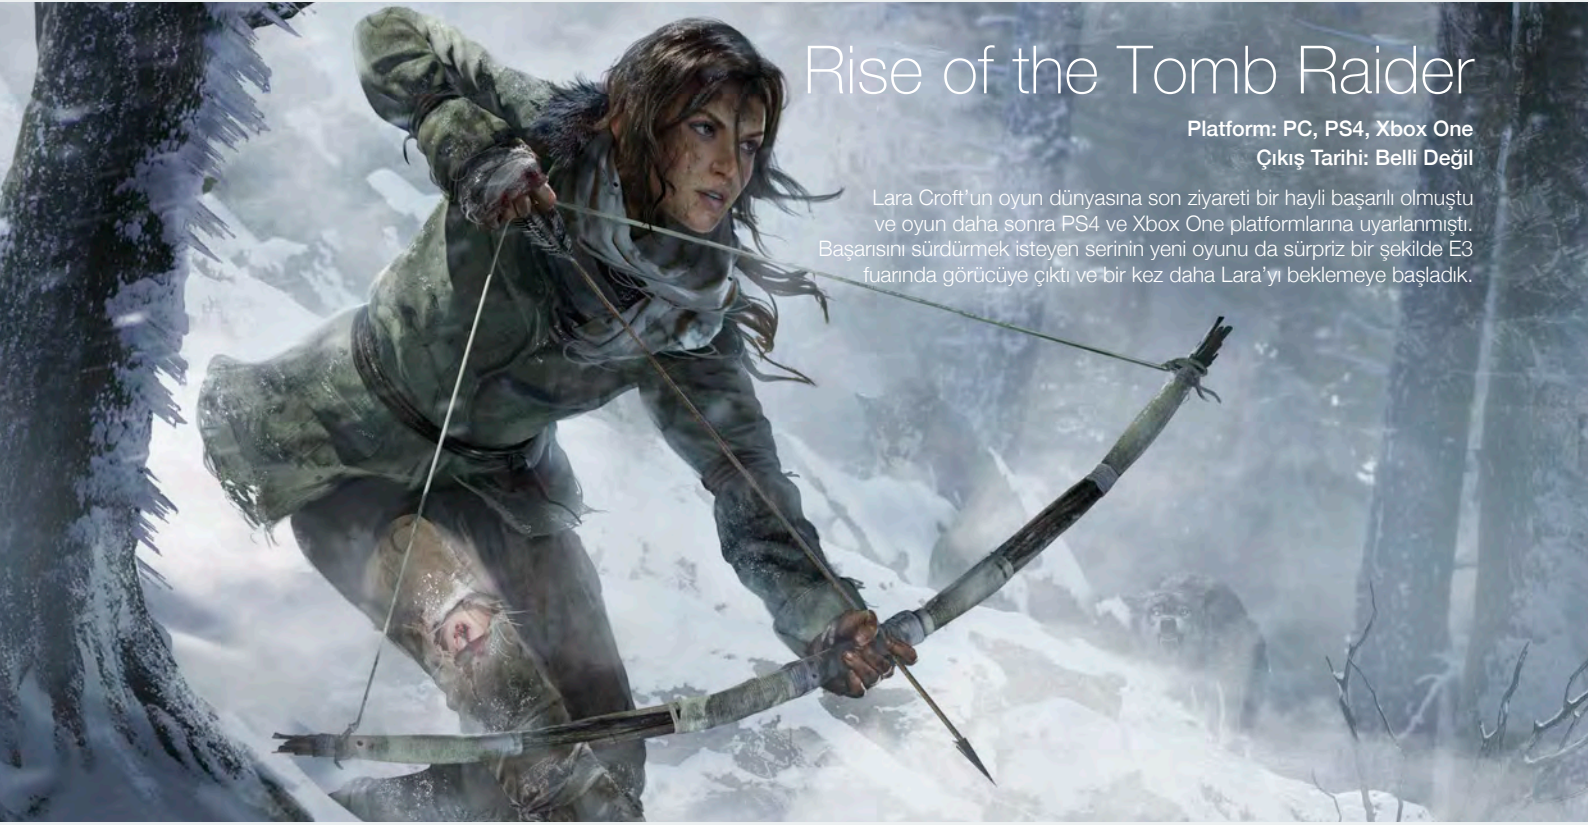 Rise of the Tomb Raider
Platform: PC, PS4, Xbox One
Çıkış Tarihi: Belli Değil
Lara Croft'un oyun dünyasına son ziyareti bir hayli başarılı olmuştu
ve oyun daha sonra PS4 ve Xbox One platformlarına uyarlanmıştı.
Başarısını sürdürmek isteyen serinin yeni oyunu da sürpriz bir şekilde E3
fuarında görücüye çıktı ve bir kez daha Lara'yı beklemeye başladık.